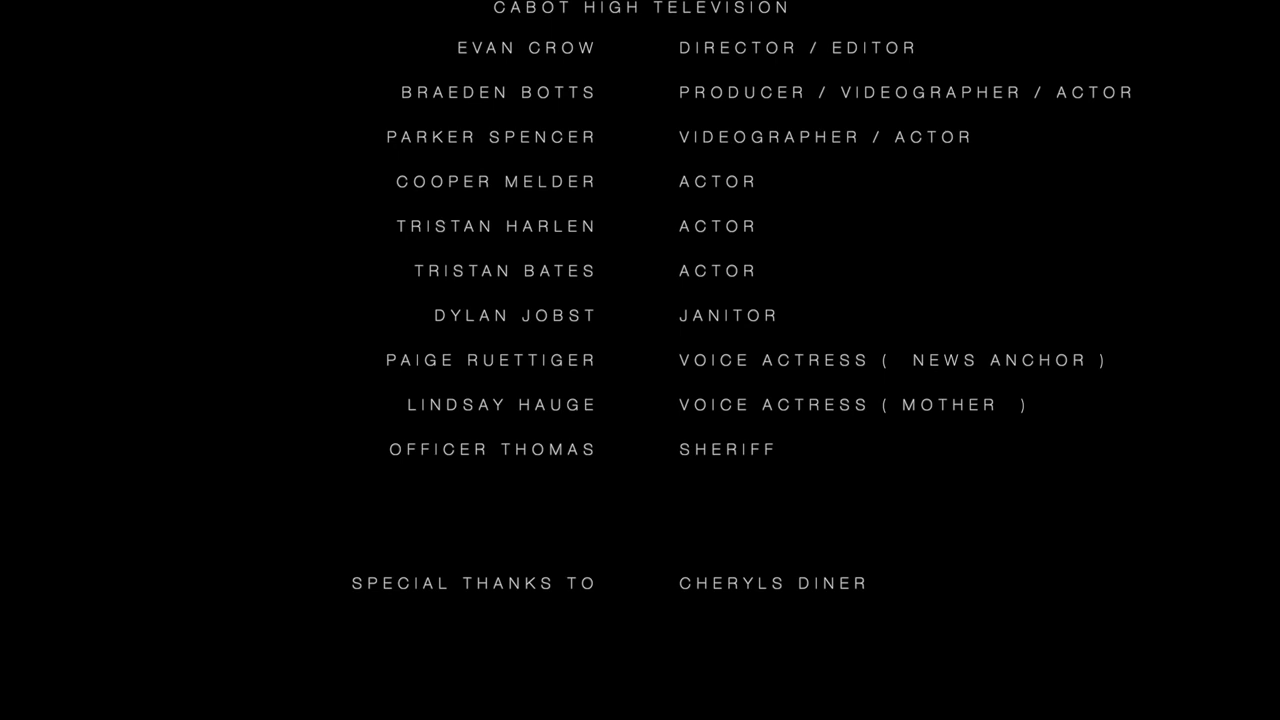 CABOT HIGH TELEVISION
EVAN CROW DIRECTOR / EDITOR
BRAEDEN BOTTS PRODUCER / VIDEOGRAPHER / ACTOR
PARKER SPENCER VIDEOGRAPHER / ACTOR
COOPER MELDER ACTOR
TRISTAN HARLEN ACTOR
TRISTAN BATES ACTOR
DYLAN JOBST JANITOR
PAIGE RUETTIGER VOICE ACTRESS ( NEWS ANCHOR )
LINDSAY HAUGE VOICE ACTRESS ( MOTHER )
OFFICER THOMAS SHERIFF
SPECIAL THANKS TO CHERYLS DINER